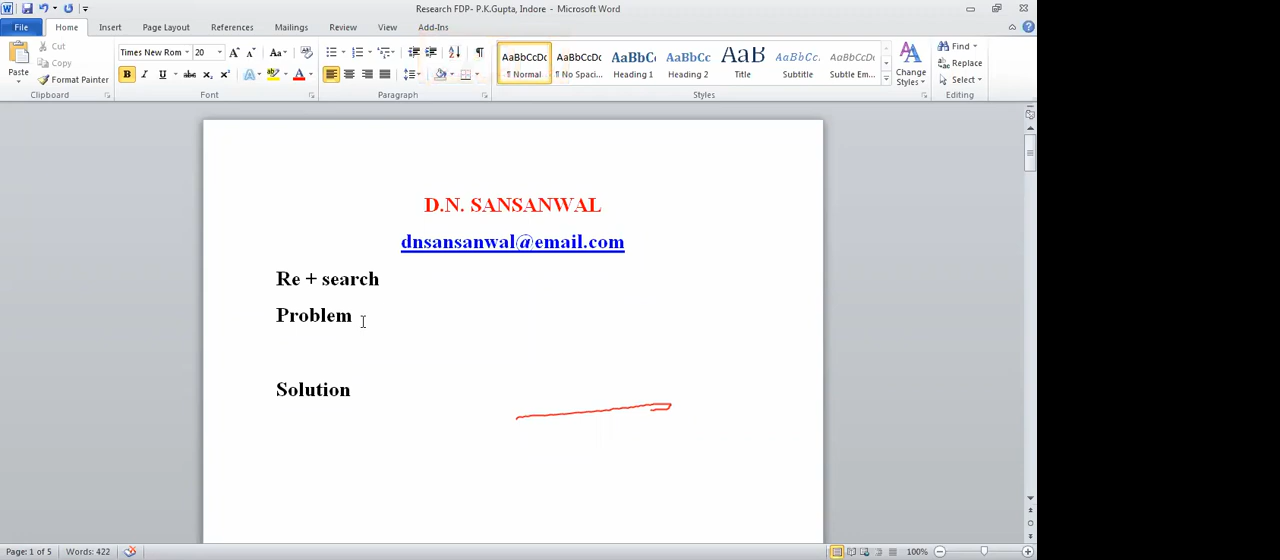 Research FDP- P.K.Gupta, Indore - Microsoft Word
File Home Insert Page Layout References Mailings Review View Add-Ins
Paste Cut Copy Format Painter
Clipboard
Times New Rom 20
Font
Paragraph
AaBbCcDc AaBbCcDc AaBbC AaBbCc AaB AaBbCc. AaBbCcDc
¶ Normal ¶ No Spaci... Heading 1 Heading 2 Title Subtitle Subtle Em...
Change Styles
Styles
Find Replace Select
Editing
D.N. SANSANWAL
dnsansanwal@email.com
Re + search
Problem
Solution
Page: 1 of 5 Words: 422 100%